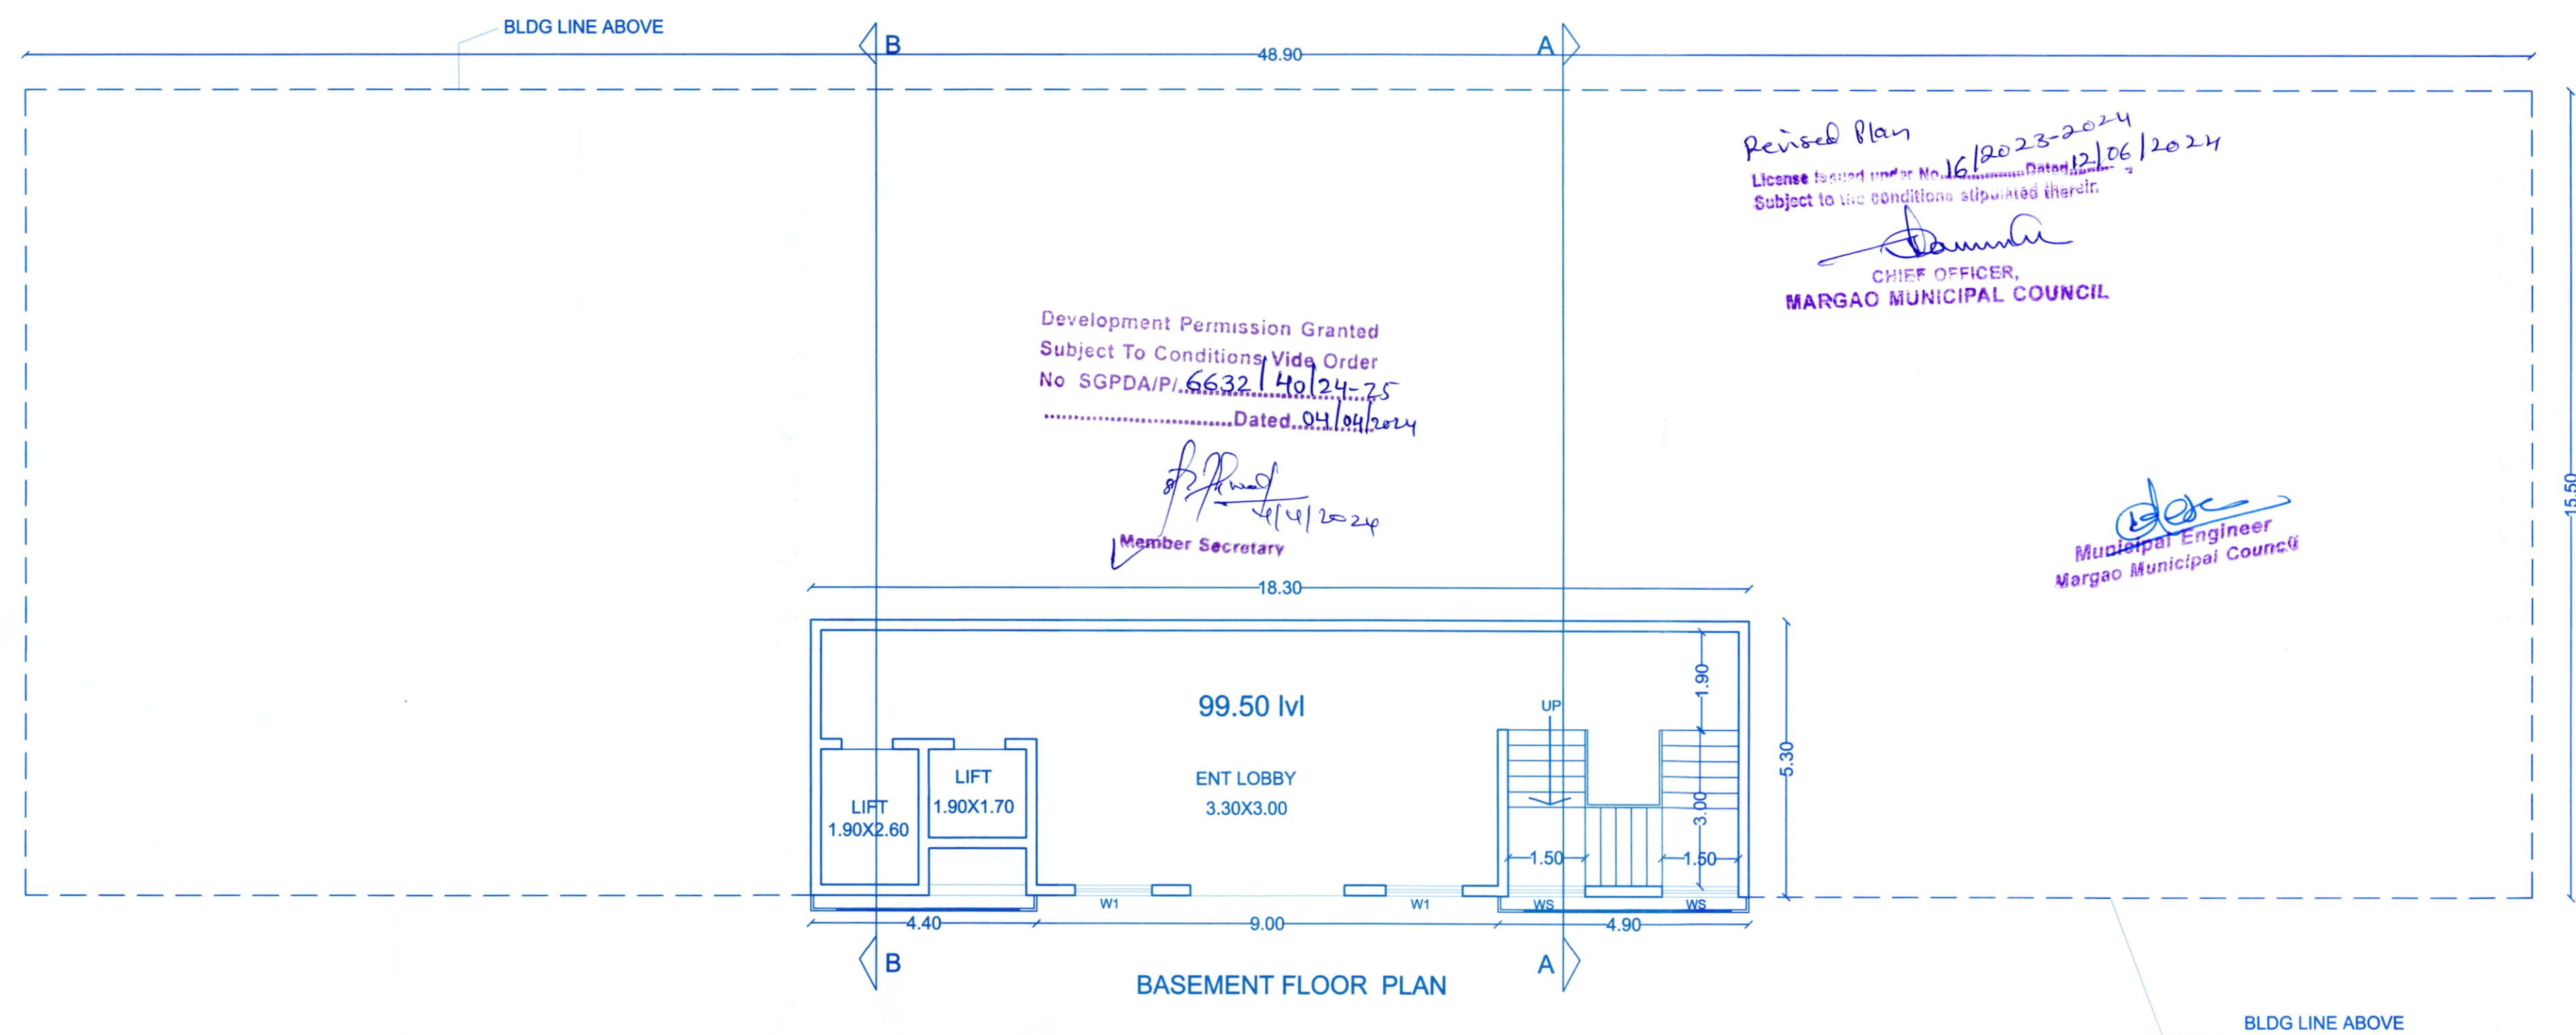 BLDG LINE ABOVE
B
A
48.90
Revised Plan
License Issued under No. 16/2023-2024 Dated 12/06/2024
Subject to the conditions stipulated therein.
CHIEF OFFICER,
MARGAO MUNICIPAL COUNCIL
15.50
Development Permission Granted
Subject To Conditions Vide Order
No SGPDA/P/.6632/40/24-25
Dated 04/04/2024
4/4/2024
Member Secretary
Municipal Engineer
Margao Municipal Council
18.30
1.90
99.50 lvl
UP
5.30
LIFT
1.90X2.60
LIFT
1.90X1.70
ENT LOBBY
3.30X3.00
3.00
1.50
1.50
W1
W1
WS
WS
4.40
9.00
4.90
B
A
BASEMENT FLOOR PLAN
BLDG LINE ABOVE